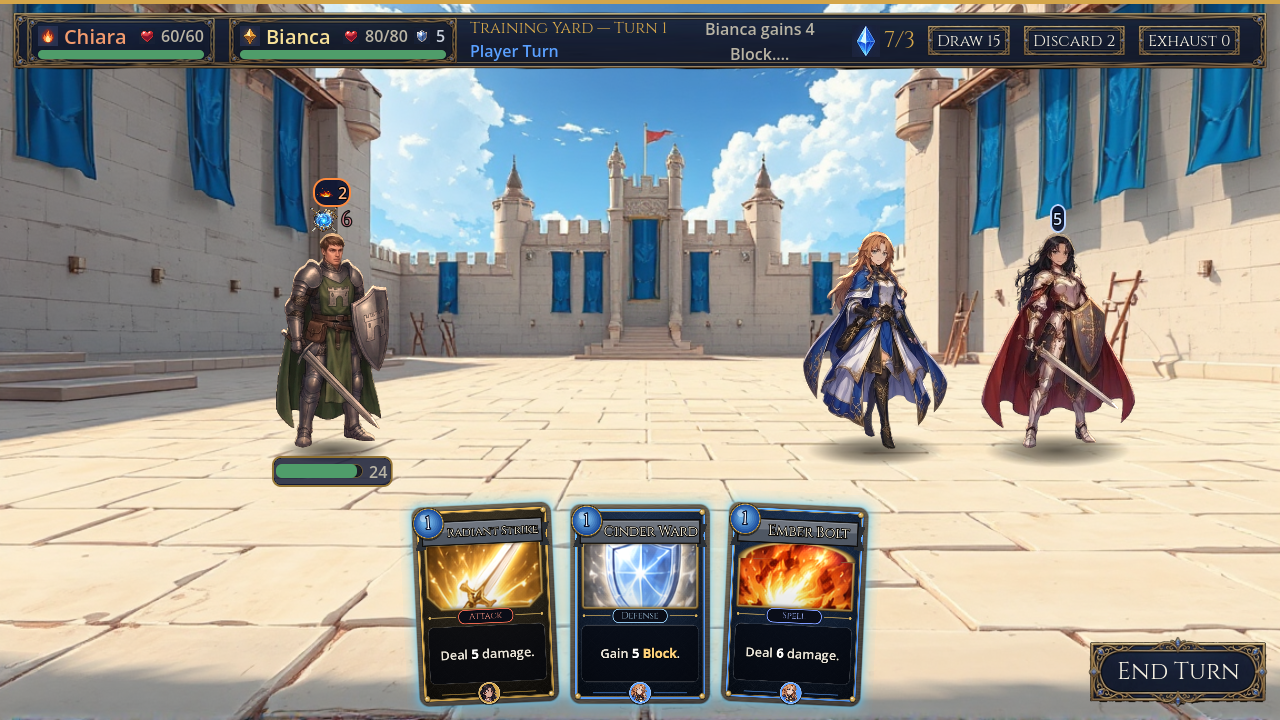 Chiara 60/60
Bianca 80/80 5
Training Yard — Turn 1
Player Turn
Bianca gains 4
Block....
7/3
Draw 15
Discard 2
Exhaust 0
2
6
5
24
1
Radiant Strike
Attack
Deal 5 damage.
1
Cinder Ward
Defense
Gain 5 Block.
1
Ember Bolt
Spell
Deal 6 damage.
End Turn